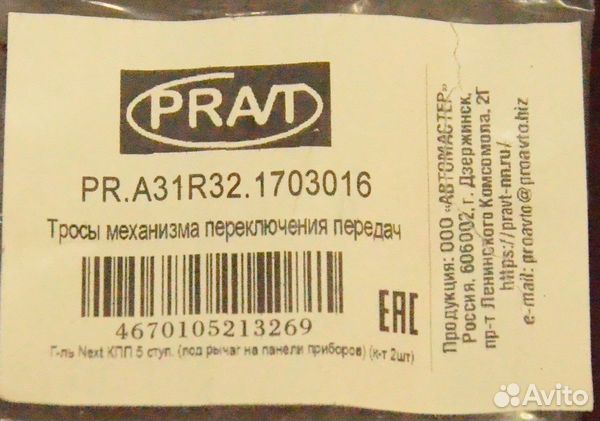 PRAVT
PR.A31R32.1703016
Тросы механизма переключения передач
4670105213269
EAC
Г-ль Next КПП 5 ступ. (под рычаг на панели приборов) (к-т 2шт)
Продукция: ООО «АВТОМАСТЕР»
Россия, 606002, г. Дзержинск,
пр-т Ленинского Комсомола, 2Г
https://pravt-nn.ru/
e-mail: proavto@proavto.biz
Avito